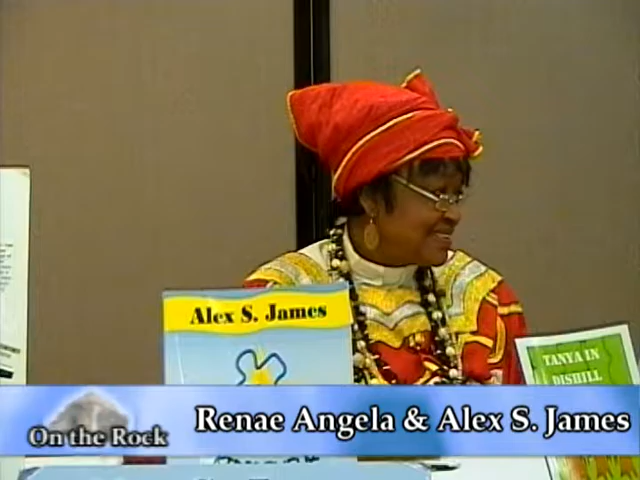 Alex S. James
TANYA IN
DISHILL
On the Rock
Renae Angela & Alex S. James